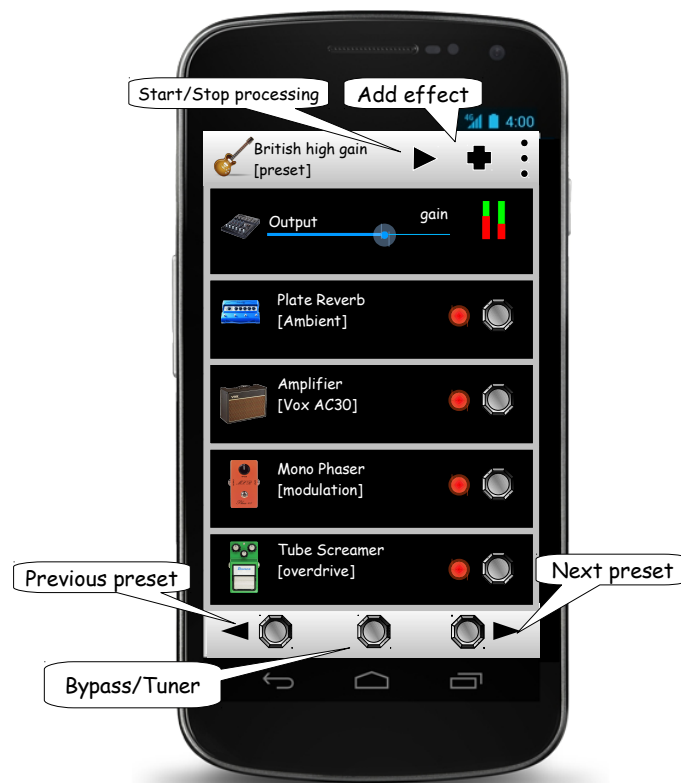 Start/Stop processing
Add effect
4G
4:00
British high gain
[preset]
Output
gain
Plate Reverb
[Ambient]
Amplifier
[Vox AC30]
Mono Phaser
[modulation]
Tube Screamer
[overdrive]
Previous preset
Next preset
Bypass/Tuner